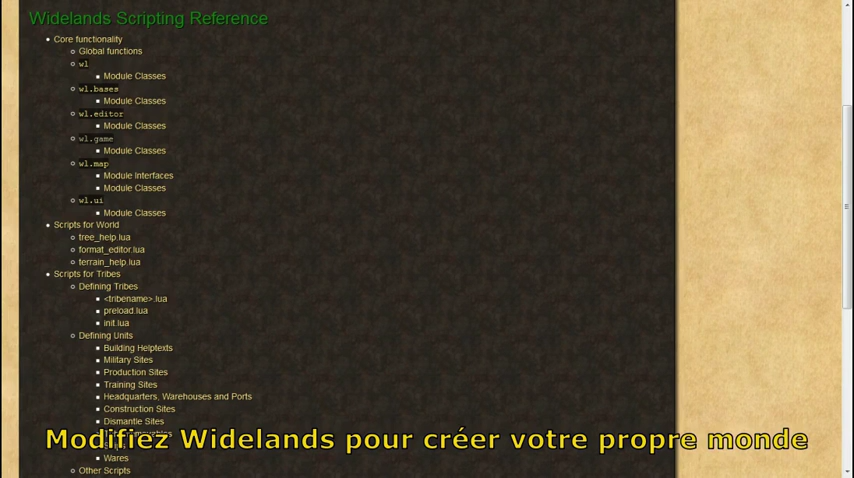 Widelands Scripting Reference
Core functionality
Global functions
wl
Module Classes
wl.bases
Module Classes
wl.editor
Module Classes
wl.game
Module Classes
wl.map
Module Interfaces
Module Classes
wl.ui
Module Classes
Scripts for World
tree_help.lua
format_editor.lua
terrain_help.lua
Scripts for Tribes
Defining Tribes
<tribename>.lua
preload.lua
init.lua
Defining Units
Building Helptexts
Military Sites
Production Sites
Training Sites
Headquarters, Warehouses and Ports
Construction Sites
Dismantle Sites
Modifiez Widelands pour créer votre propre monde
Wares
Other Scripts